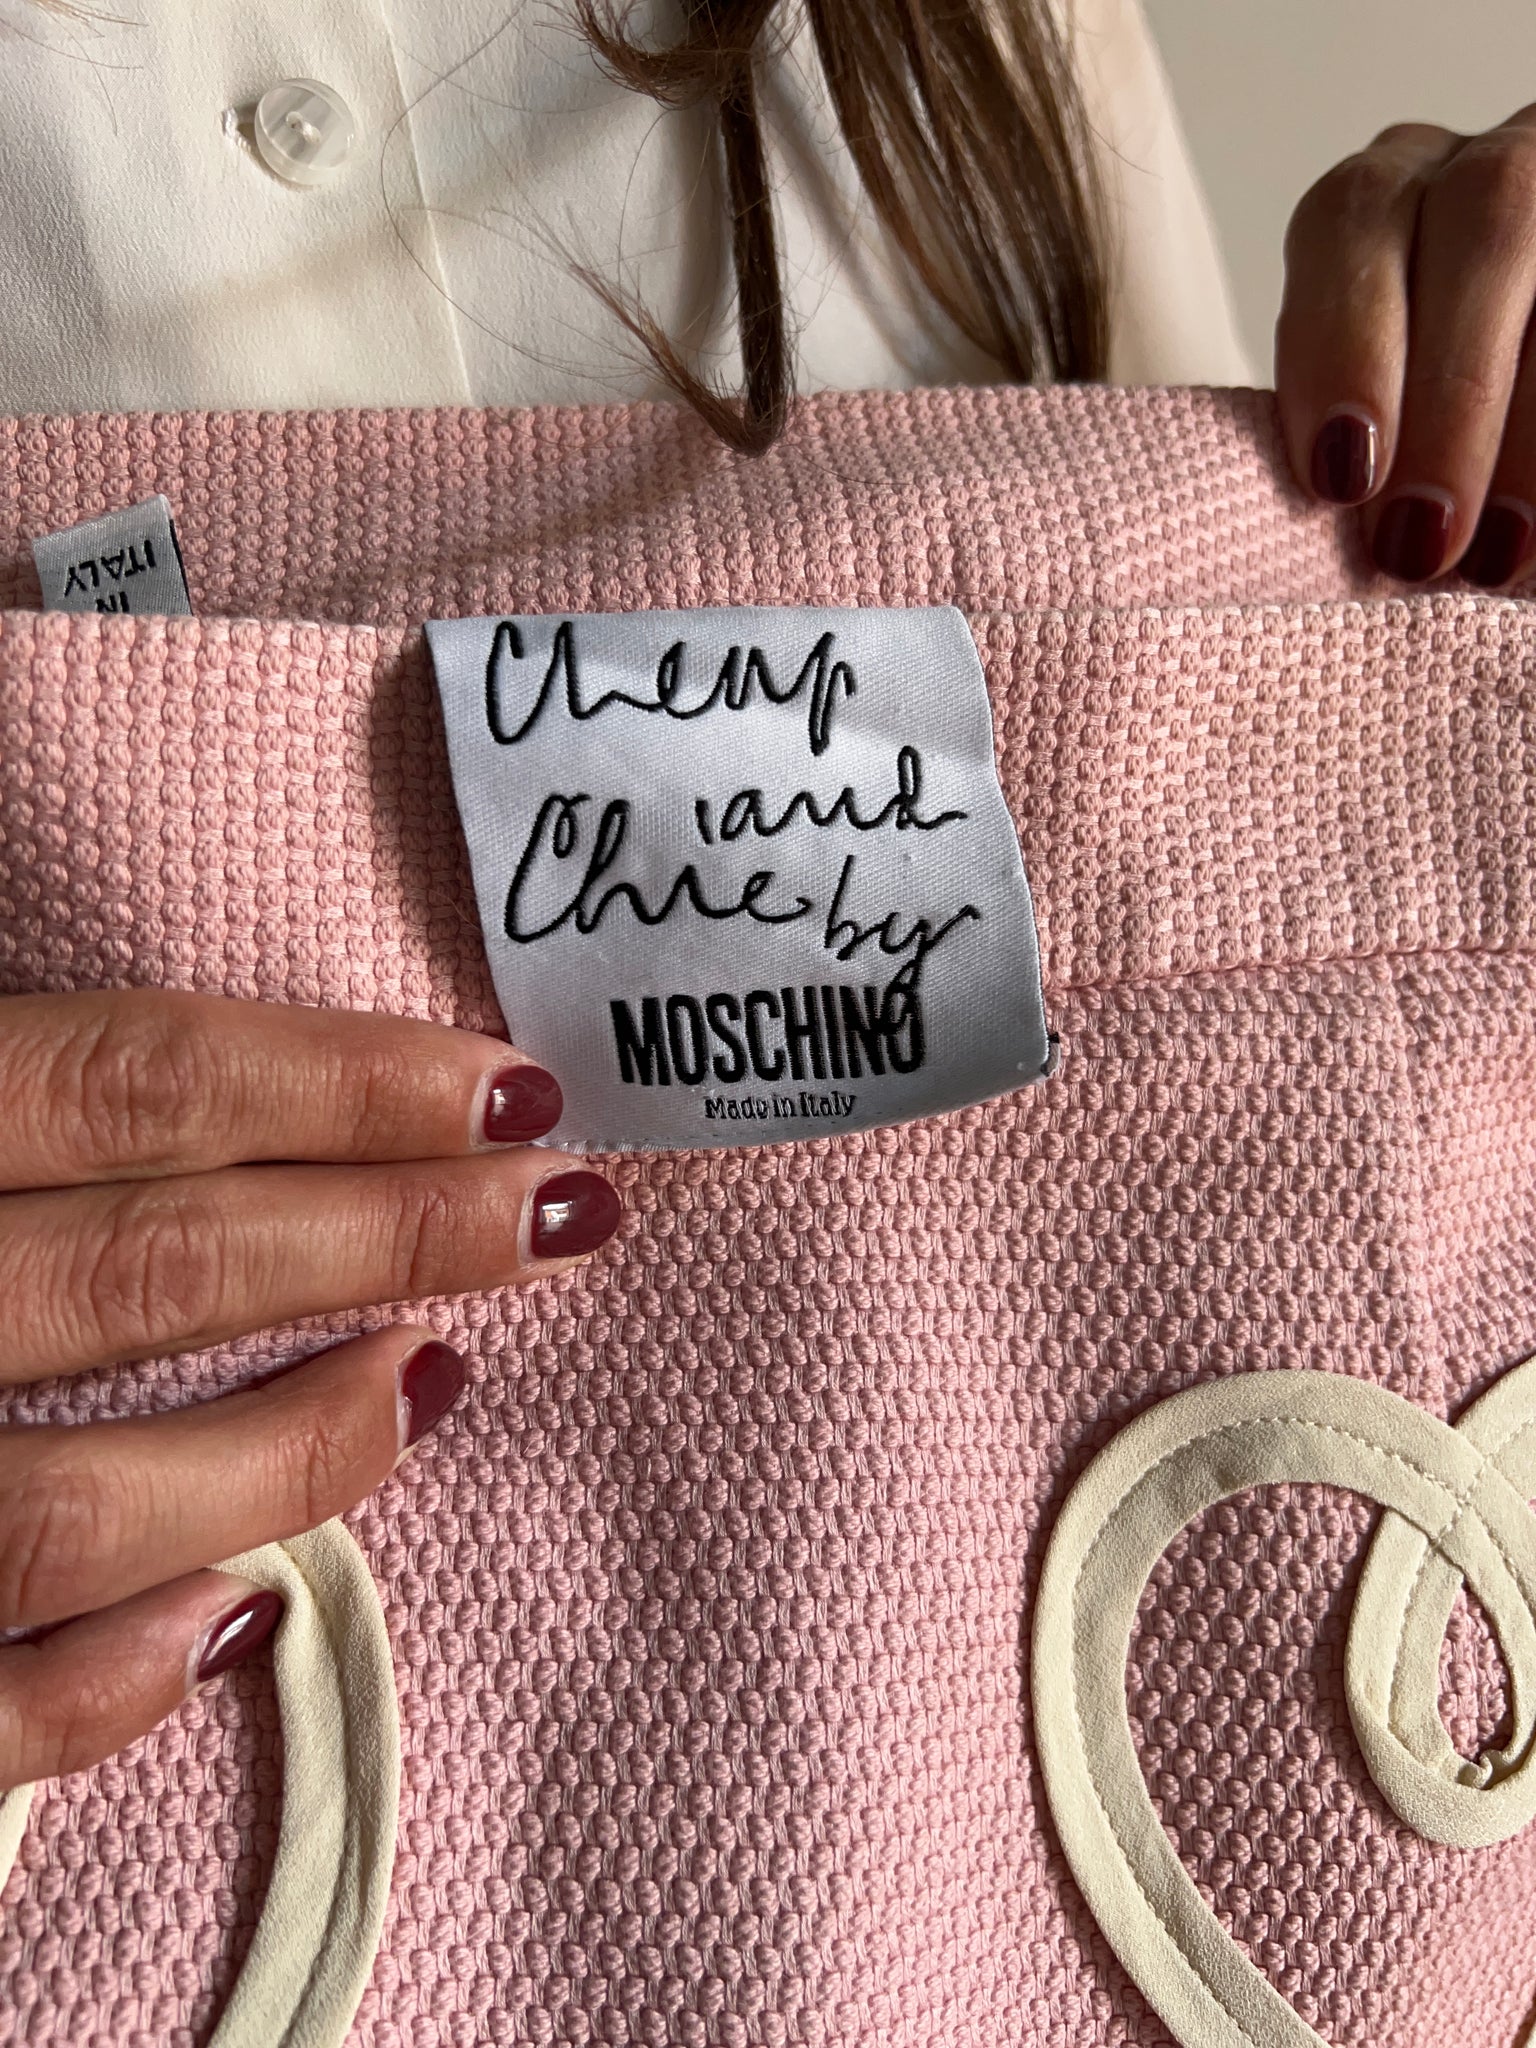 Cheap
and
Chic by
MOSCHINO
Made in Italy
IN
ITALY